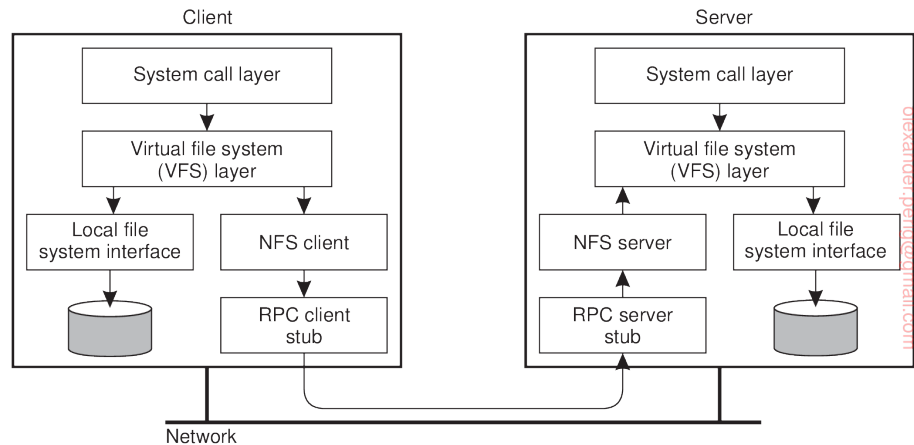 Client
Server
System call layer
System call layer
Virtual file system
(VFS) layer
Virtual file system
(VFS) layer
Local file
system interface
NFS client
NFS server
Local file
system interface
RPC client
stub
RPC server
stub
Network